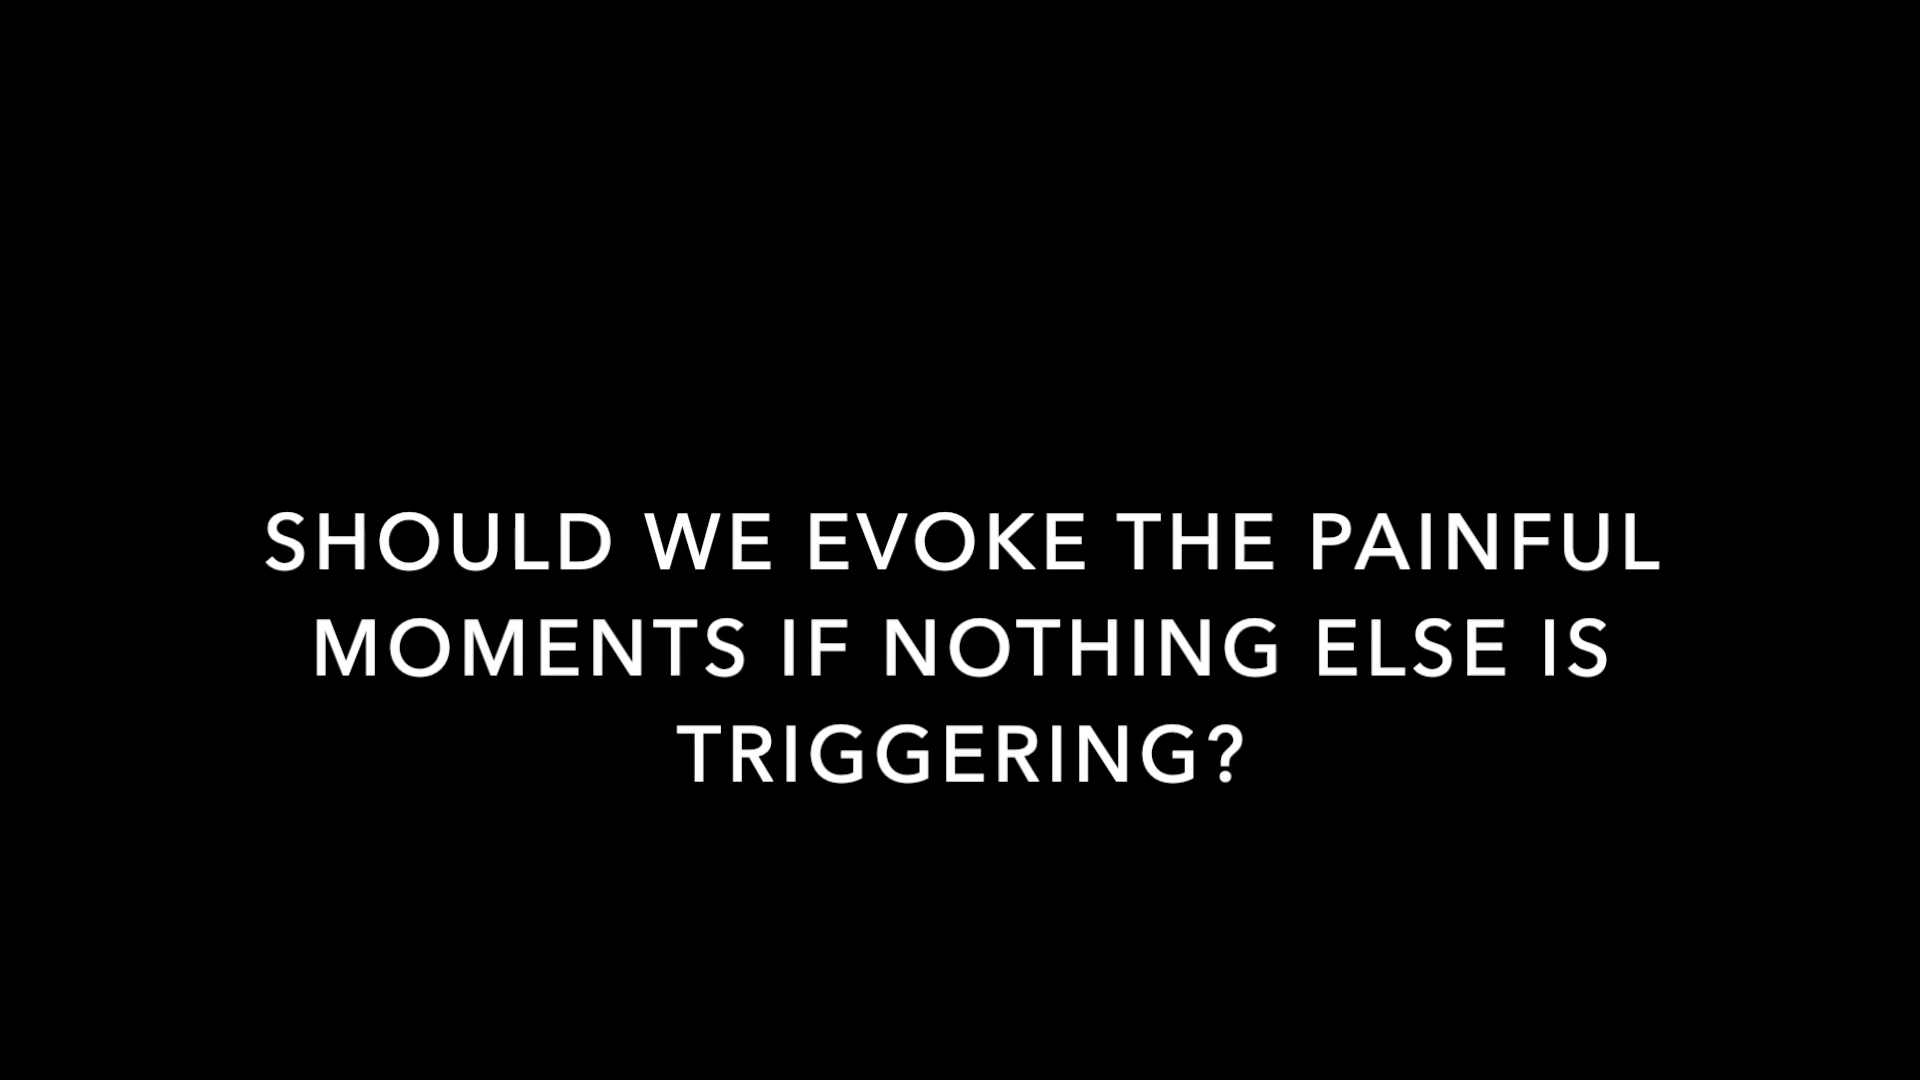 SHOULD WE EVOKE THE PAINFUL
MOMENTS IF NOTHING ELSE IS
TRIGGERING?